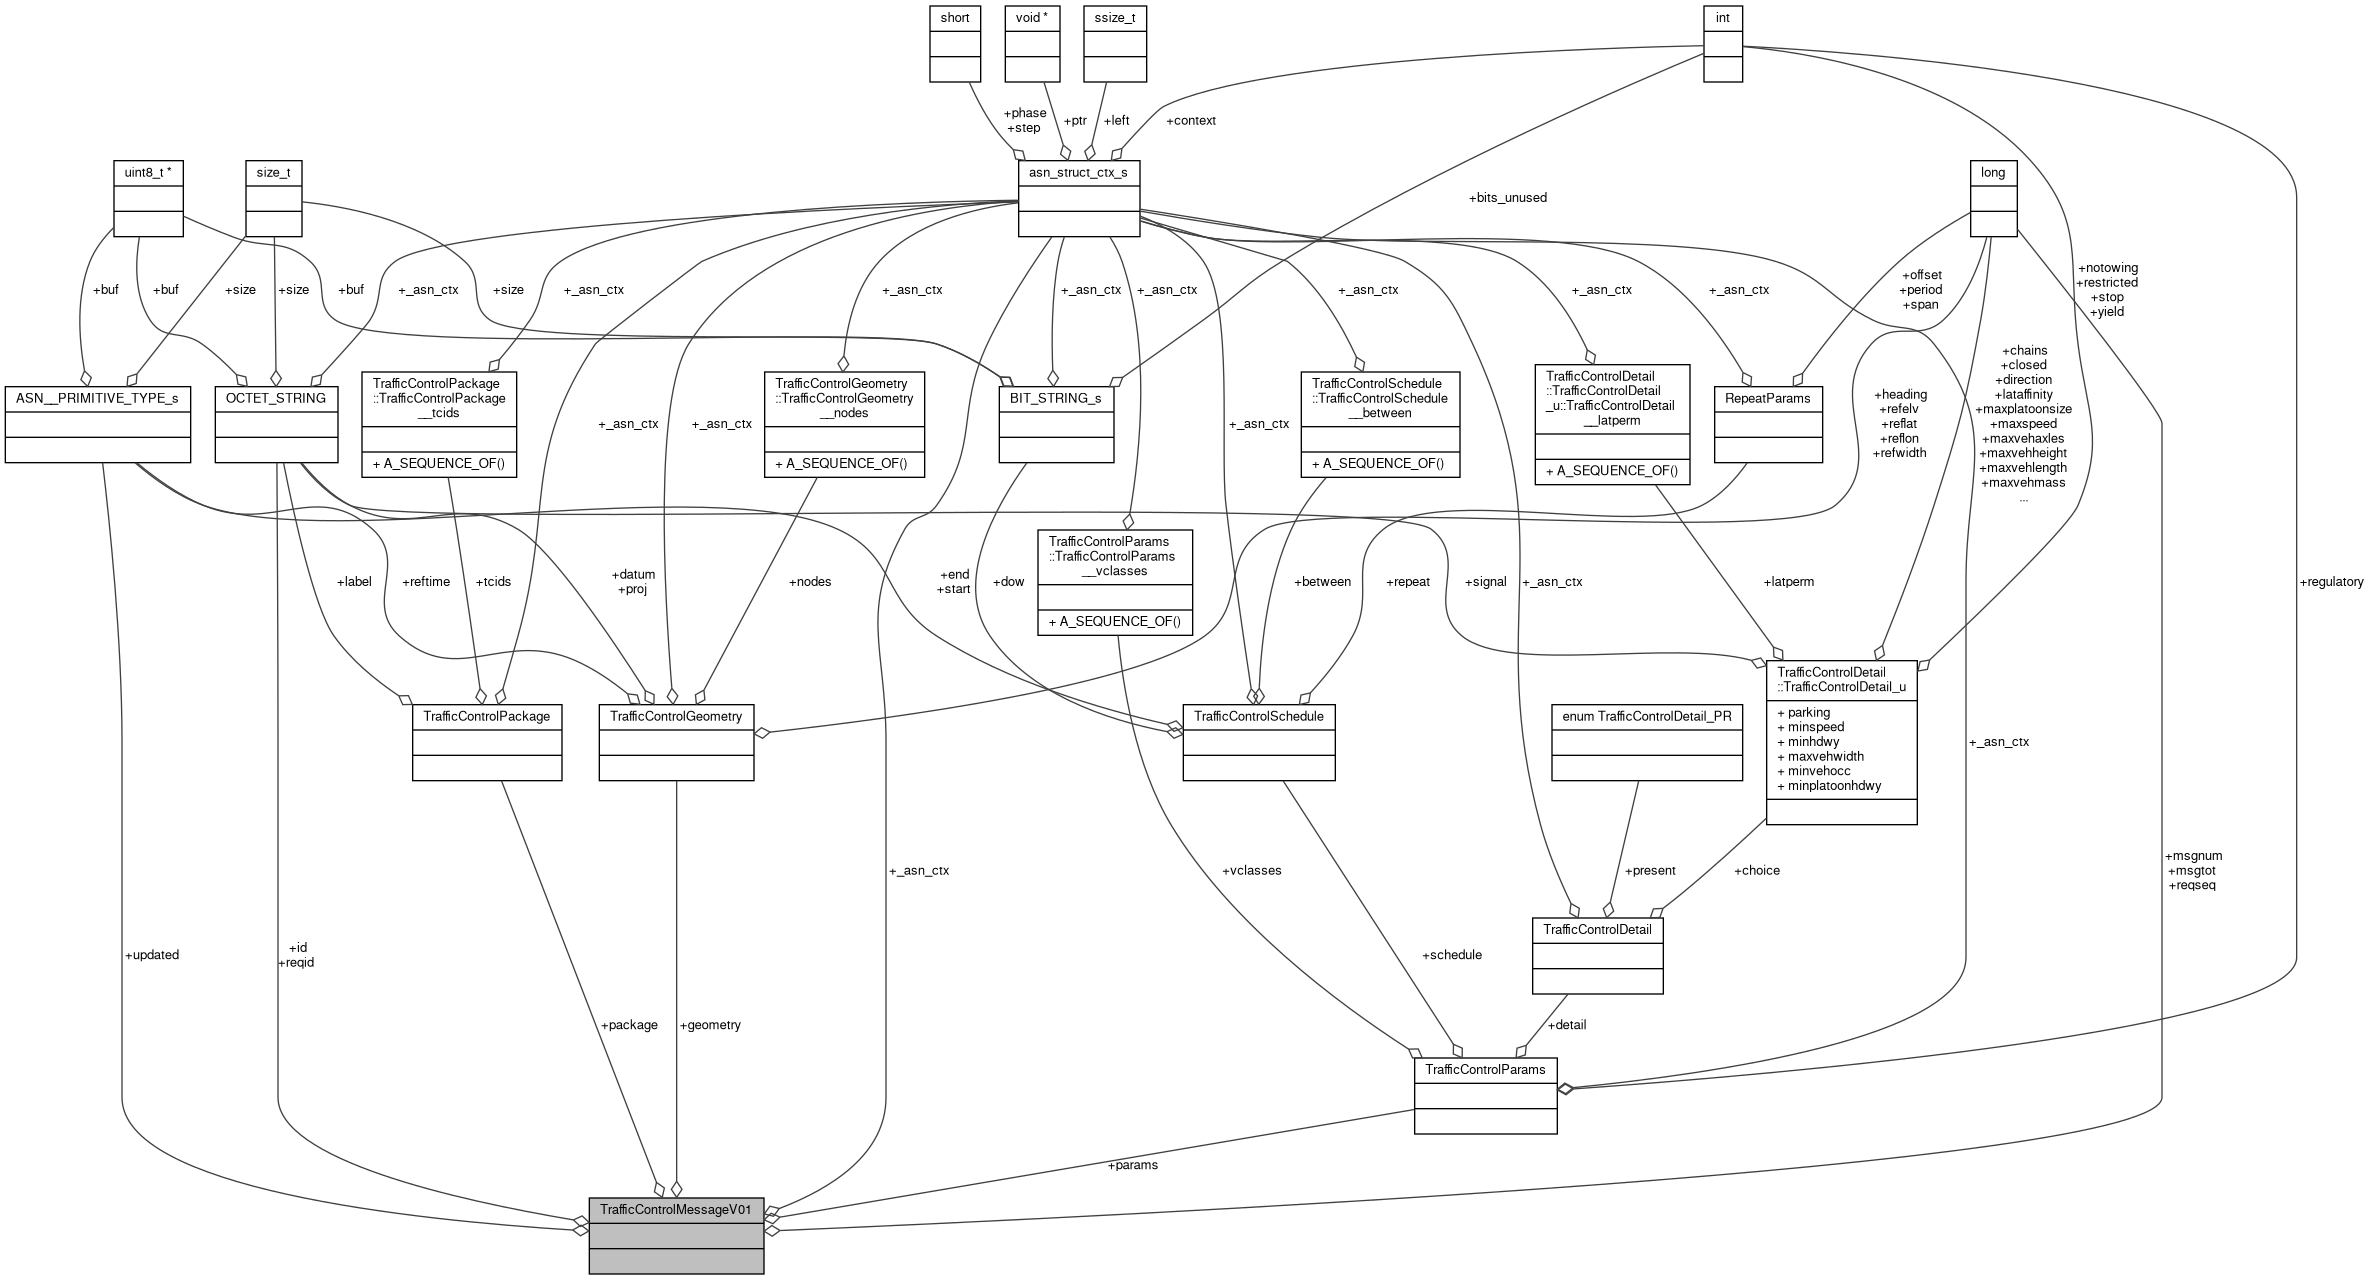 short
void *
ssize_t
int
+phase
+step
+ptr
+left
+context
uint8_t *
size_t
asn_struct_ctx_s
long
+bits_unused
+buf
+buf
+size
+size
+_asn_ctx
+buf
+size
+_asn_ctx
+_asn_ctx
+_asn_ctx
+_asn_ctx
+_asn_ctx
+_asn_ctx
+_asn_ctx
+offset
+period
+span
+notowing
+restricted
+stop
+yield
ASN__PRIMITIVE_TYPE_s
OCTET_STRING
TrafficControlPackage
::TrafficControlPackage
__tcids
+ A_SEQUENCE_OF()
+_asn_ctx
+_asn_ctx
TrafficControlGeometry
::TrafficControlGeometry
__nodes
+ A_SEQUENCE_OF()
BIT_STRING_s
+_asn_ctx
TrafficControlSchedule
::TrafficControlSchedule
__between
+ A_SEQUENCE_OF()
TrafficControlDetail
::TrafficControlDetail
_u::TrafficControlDetail
__latperm
+ A_SEQUENCE_OF()
RepeatParams
+heading
+refelv
+reflat
+reflon
+refwidth
+chains
+closed
+direction
+lataffinity
+maxplatoonsize
+maxspeed
+maxvehaxles
+maxvehheight
+maxvehlength
+maxvehmass
...
TrafficControlParams
::TrafficControlParams
__vclasses
+ A_SEQUENCE_OF()
+label
+reftime
+tcids
+datum
+proj
+nodes
+end
+start
+dow
+between
+repeat
+signal
+_asn_ctx
+latperm
+regulatory
TrafficControlPackage
TrafficControlGeometry
TrafficControlSchedule
enum TrafficControlDetail_PR
TrafficControlDetail
::TrafficControlDetail_u
+ parking
+ minspeed
+ minhdwy
+ maxvehwidth
+ minvehocc
+ minplatoonhdwy
+_asn_ctx
+_asn_ctx
+vclasses
+present
+choice
+msgnum
+msgtot
+reqseq
+updated
+id
+reqid
+schedule
TrafficControlDetail
+package
+geometry
+detail
TrafficControlParams
+params
TrafficControlMessageV01